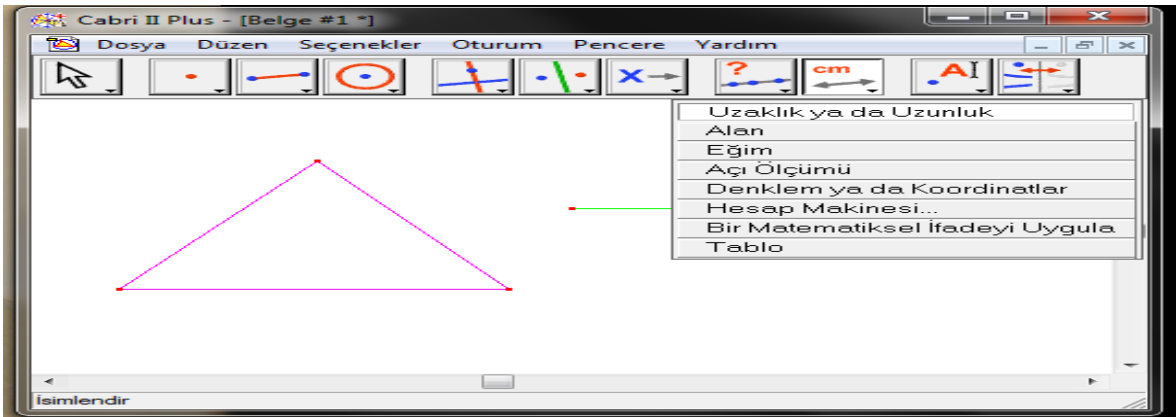 Cabri II Plus - [Belge #1 *]
Dosya Düzen Seçenekler Oturum Pencere Yardım
? cm A
Uzaklık ya da Uzunluk
Alan
Eğim
Açı Ölçümü
Denklem ya da Koordinatlar
Hesap Makinesi...
Bir Matematiksel İfadeyi Uygula
Tablo
İsimlendir